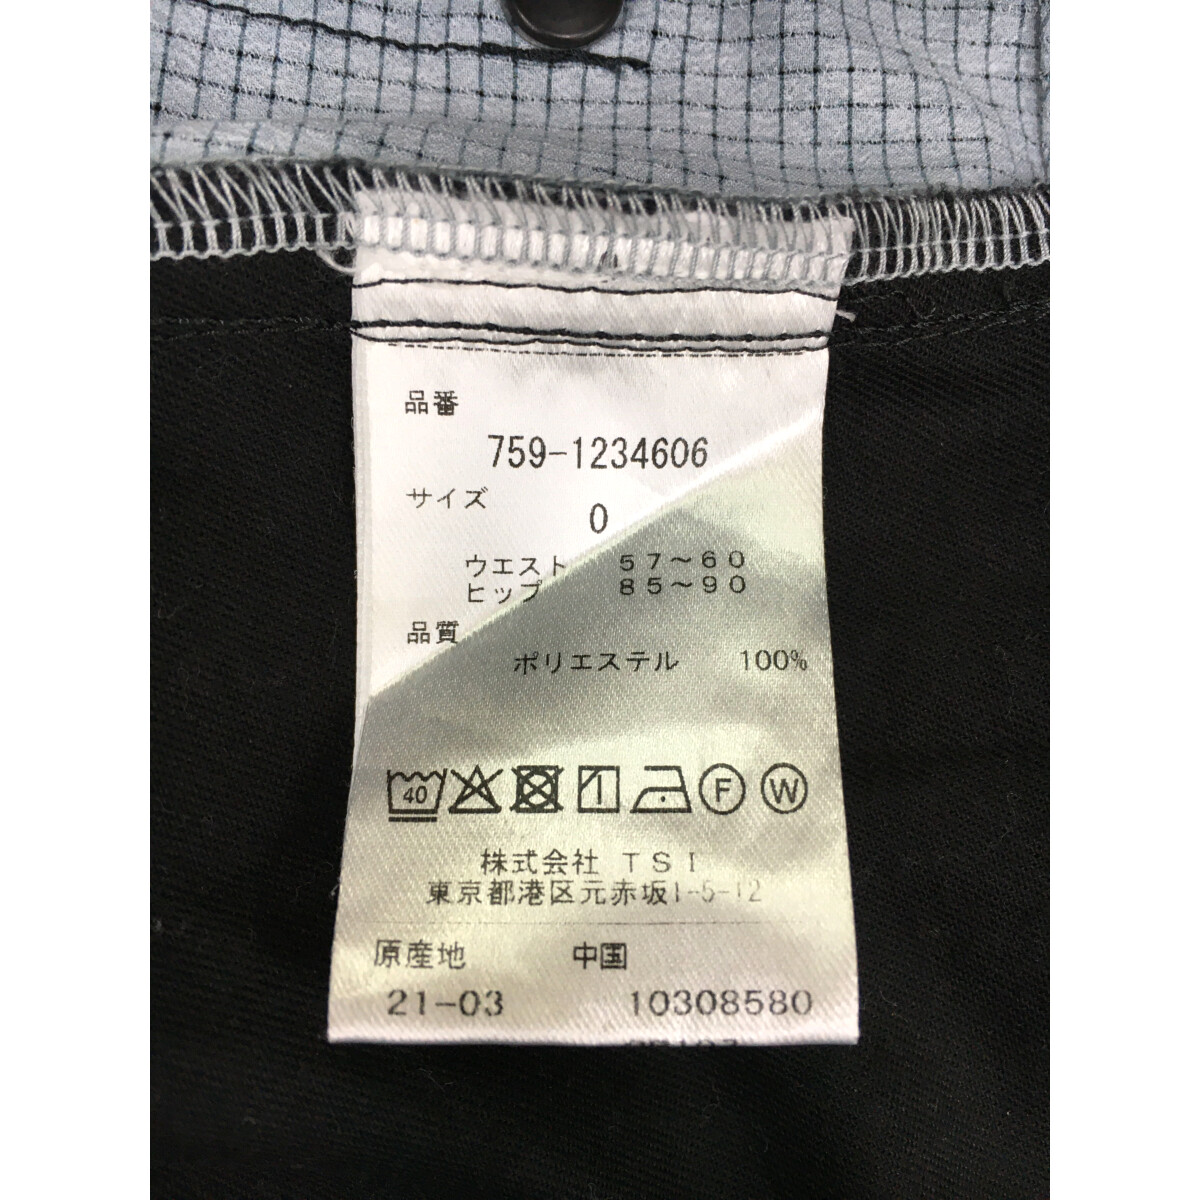 品番
759-1234606
サイズ
0
ウエスト 57～60
ヒップ 85～90
品質
ポリエステル 100%
40 F W
株式会社 TSI
東京都港区元赤坂1-5-12
原産地 中国
21-03 10308580